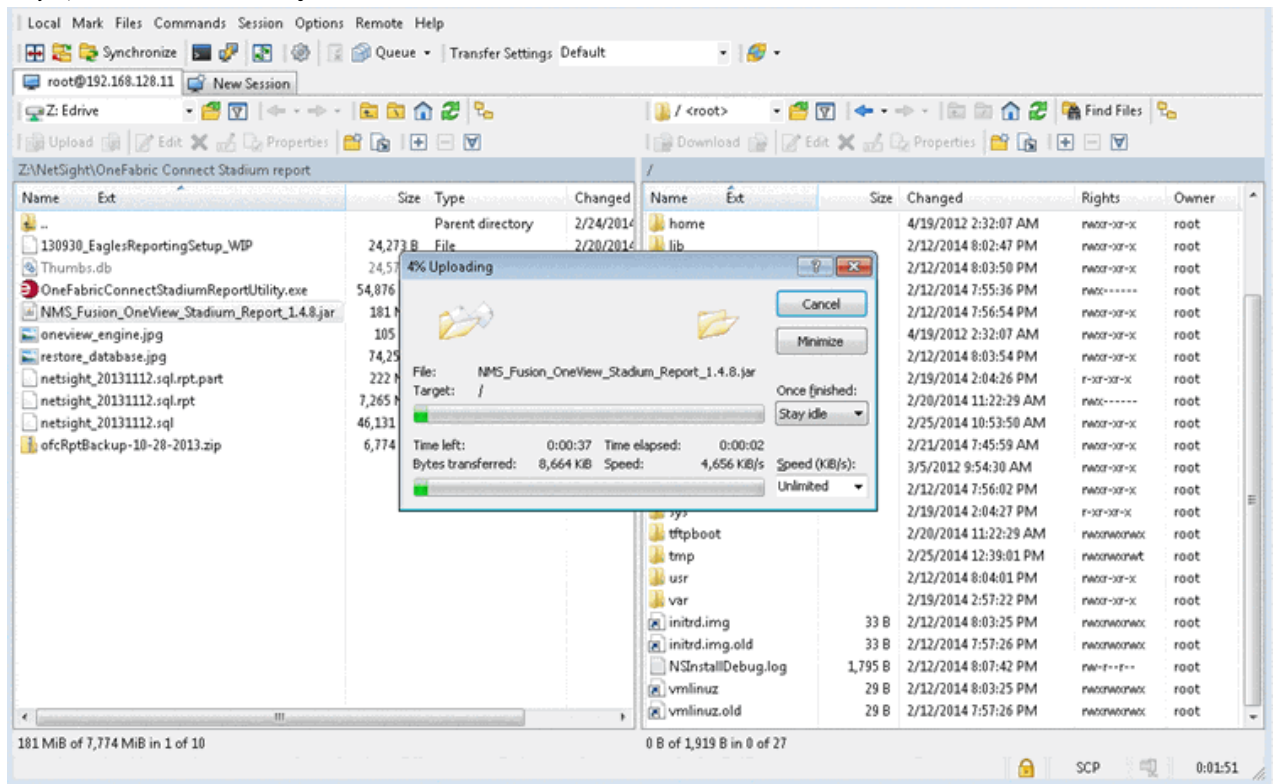 Local Mark Files Commands Session Options Remote Help
Synchronize Queue Transfer Settings Default
root@192.168.128.11 New Session
Z: Edrive / <root> Find Files
Upload Edit Properties Download Edit Properties
Z:\NetSight\OneFabric Connect Stadium report /
Name Ext Size Type Changed Name Ext Size Changed Rights Owner
.. Parent directory 2/24/2014 home 4/19/2012 2:32:07 AM rwxr-xr-x root
130930_EaglesReportingSetup_WIP 24,273 B File 2/20/2014 lib 2/12/2014 8:02:47 PM rwxr-xr-x root
Thumbs.db 24,57 2/12/2014 8:03:50 PM rwxr-xr-x root
OneFabricConnectStadiumReportUtility.exe 54,876 2/12/2014 7:55:36 PM rwx------ root
NMS_Fusion_OneView_Stadium_Report_1.4.8.jar 181 M 2/12/2014 7:56:54 PM rwxr-xr-x root
oneview_engine.jpg 105 4/19/2012 2:32:07 AM rwxr-xr-x root
restore_database.jpg 74,25 2/12/2014 8:03:54 PM rwxr-xr-x root
netsight_20131112.sql.rpt.part 222 M 2/19/2014 2:04:26 PM r-xr-xr-x root
netsight_20131112.sql.rpt 7,265 M 2/20/2014 11:22:29 AM rwx------ root
netsight_20131112.sql 46,131 2/25/2014 10:53:50 AM rwxr-xr-x root
ofcRptBackup-10-28-2013.zip 6,774 2/21/2014 7:45:59 AM rwxr-xr-x root
3/5/2012 9:54:30 AM rwxr-xr-x root
2/12/2014 7:56:02 PM rwxr-xr-x root
sys 2/19/2014 2:04:27 PM r-xr-xr-x root
tftpboot 2/20/2014 11:22:29 AM rwxrwxrwx root
tmp 2/25/2014 12:39:01 PM rwxrwxrwt root
usr 2/12/2014 8:04:01 PM rwxr-xr-x root
var 2/19/2014 2:57:22 PM rwxr-xr-x root
initrd.img 33 B 2/12/2014 8:03:25 PM rwxrwxrwx root
initrd.img.old 33 B 2/12/2014 7:57:26 PM rwxrwxrwx root
NSInstallDebug.log 1,795 B 2/12/2014 8:07:42 PM rw-r--r-- root
vmlinuz 29 B 2/12/2014 8:03:25 PM rwxrwxrwx root
vmlinuz.old 29 B 2/12/2014 7:57:26 PM rwxrwxrwx root
4% Uploading
Cancel
Minimize
File: NMS_Fusion_OneView_Stadium_Report_1.4.8.jar
Target: / Once finished:
Stay idle
Time left: 0:00:37 Time elapsed: 0:00:02
Bytes transferred: 8,664 KiB Speed: 4,656 KiB/s Speed (KiB/s):
Unlimited
181 MiB of 7,774 MiB in 1 of 10 0 B of 1,919 B in 0 of 27
SCP 0:01:51